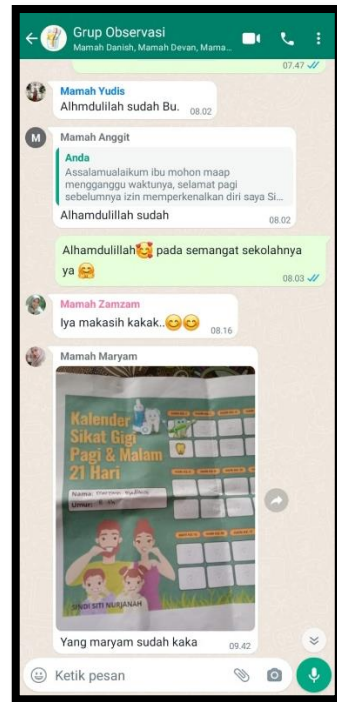 Grup Observasi
Mamah Danish, Mamah Devan, Mama...
07.47
Mamah Yudis
Alhmdulilah sudah Bu. 08.02
M
Mamah Anggit
Anda
Assalamualaikum ibu mohon maap
mengganggu waktunya, selamat pagi
sebelumnya izin memperkenalkan diri saya Si...
Alhamdulillah sudah
08.02
Alhamdulillah🥰 pada semangat sekolahnya
ya 🤗
08.03
Mamah Zamzam
Iya makasih kakak..😊😊 08.16
Mamah Maryam
Kalender
Sikat Gigi
Pagi & Malam
21 Hari
Nama:
Umur:
SINDI SITI NURJANAH
Yang maryam sudah kaka
09.42
Ketik pesan